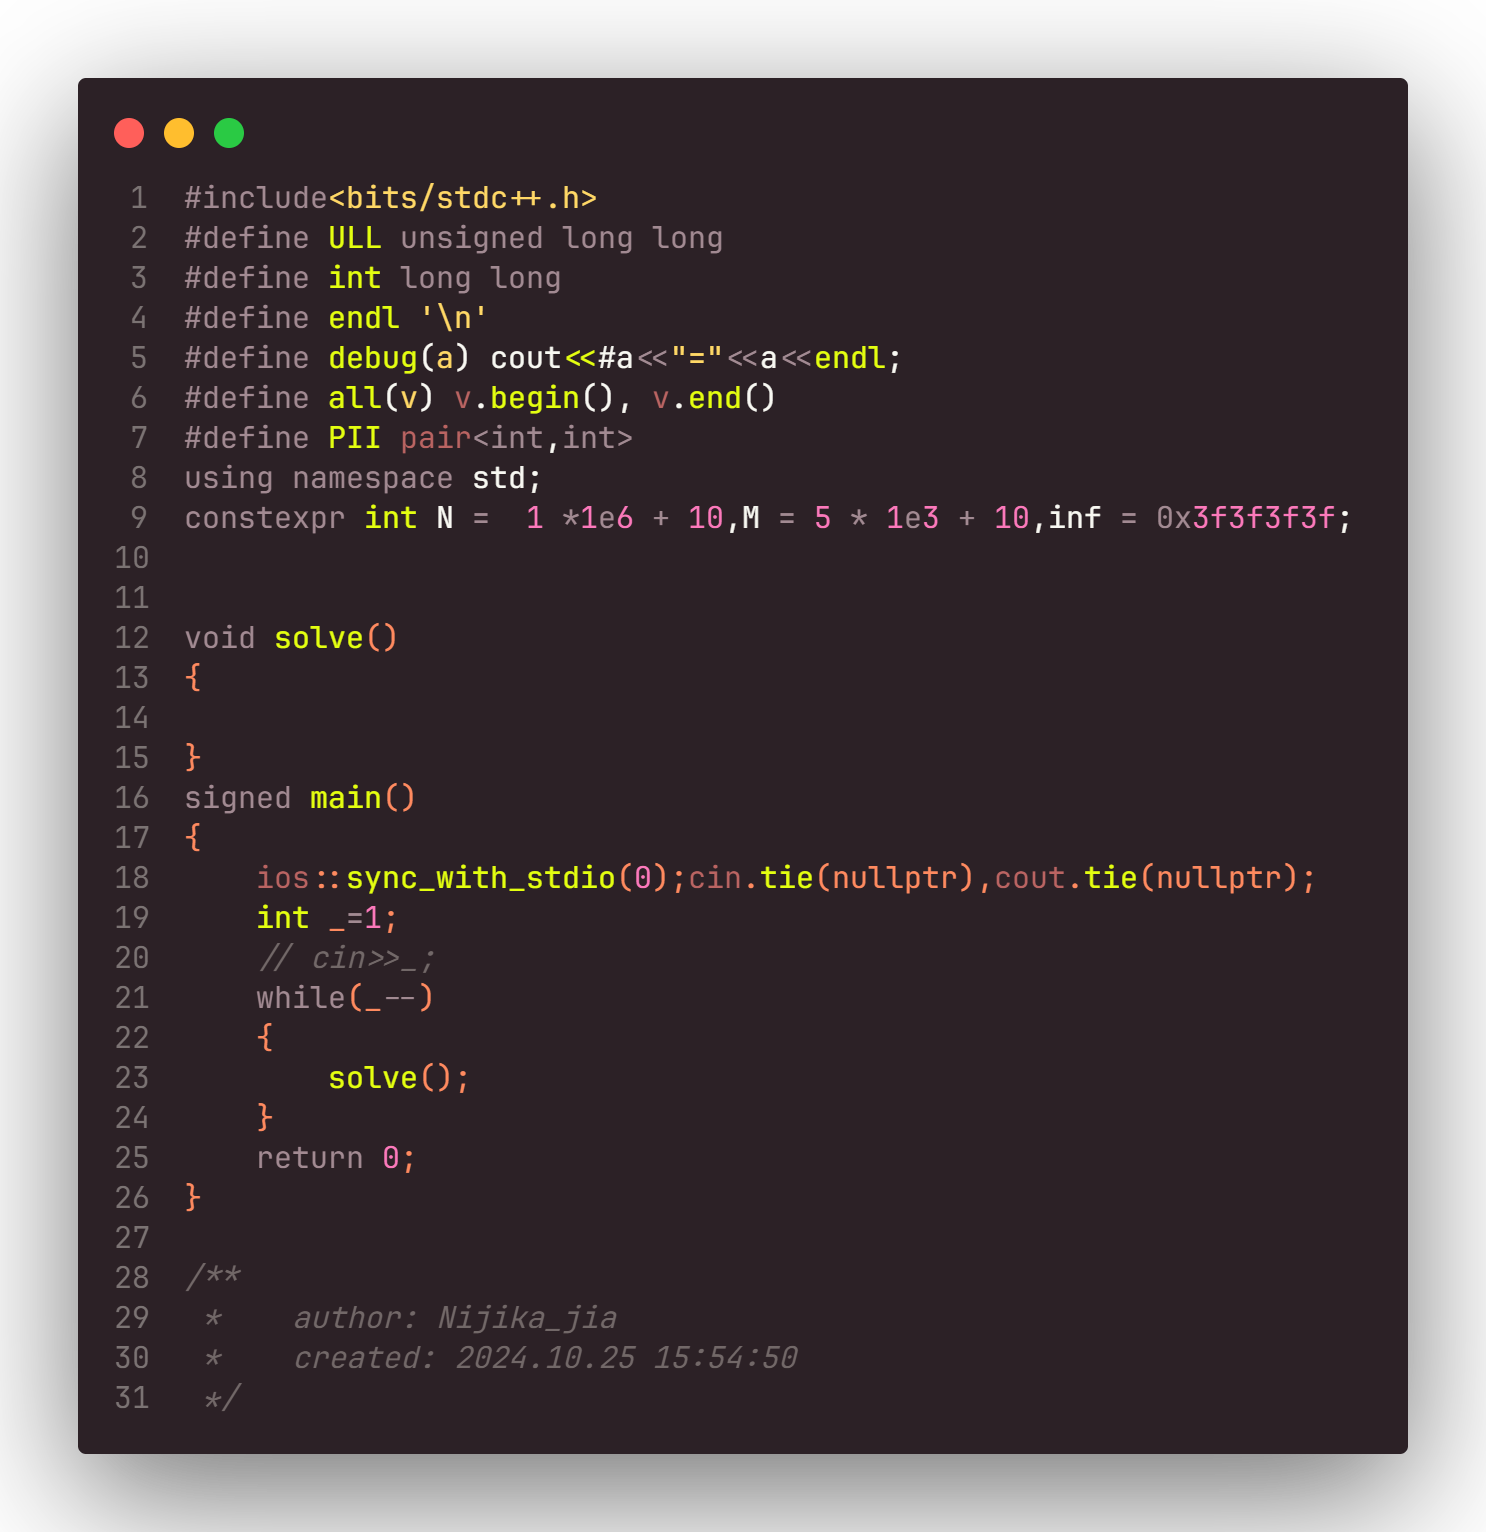 1 #include<bits/stdc++.h>
2 #define ULL unsigned long long
3 #define int long long
4 #define endl '\n'
5 #define debug(a) cout<<#a<<"="<<a<<endl;
6 #define all(v) v.begin(), v.end()
7 #define PII pair<int,int>
8 using namespace std;
9 constexpr int N =  1 *1e6 + 10,M = 5 * 1e3 + 10,inf = 0x3f3f3f3f;
10
11
12 void solve()
13 {
14
15 }
16 signed main()
17 {
18     ios::sync_with_stdio(0);cin.tie(nullptr),cout.tie(nullptr);
19     int _=1;
20     // cin>>_;
21     while(_--)
22     {
23         solve();
24     }
25     return 0;
26 }
27
28 /**
29  *    author: Nijika_jia
30  *    created: 2024.10.25 15:54:50
31  */